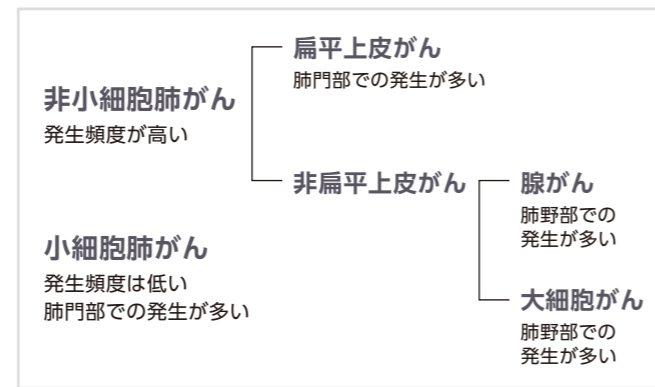 非小細胞肺がん
発生頻度が高い
扁平上皮がん
肺門部での発生が多い
非扁平上皮がん
腺がん
肺野部での
発生が多い
大細胞がん
肺野部での
発生が多い
小細胞肺がん
発生頻度は低い
肺門部での発生が多い